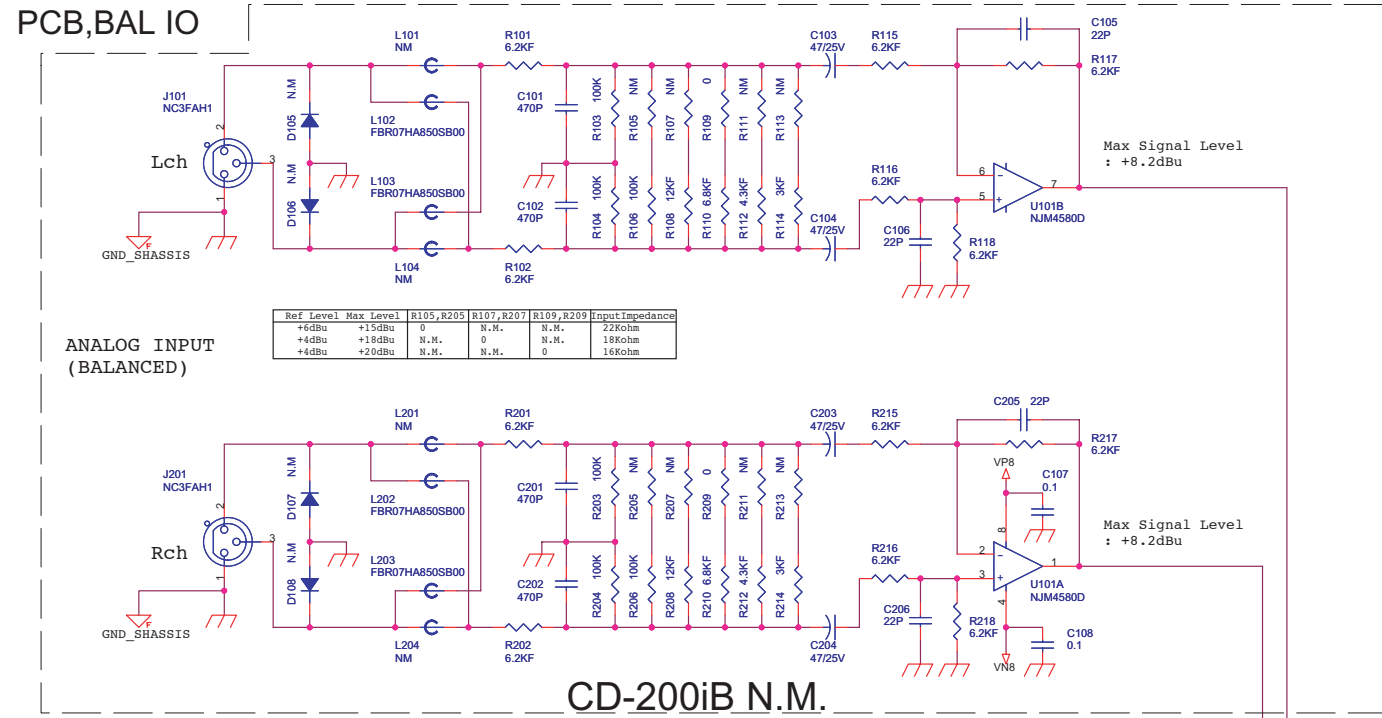 PCB,BAL IO
L101
NM
R101
6.2KF
C103
47/25V
R115
6.2KF
C105
22P
R117
6.2KF
J101
NC3FAH1
2
3
1
Lch
GND_SHASSIS
F
N.M
D105
N.M
D106
L102
FBR07HA850SB00
L103
FBR07HA850SB00
L104
NM
C101
470P
C102
470P
R102
6.2KF
R103 100K
R105 NM
R107 NM
R109 0
R111 NM
R113 NM
R104 100K
R106 100K
R108 12KF
R110 6.8KF
R112 4.3KF
R114 3KF
C104
47/25V
R116
6.2KF
C106
22P
R118
6.2KF
6
5
7
U101B
NJM4580D
Max Signal Level
: +8.2dBu
Ref Level Max Level R105,R205 R107,R207 R109,R209 InputImpedance
+6dBu +15dBu 0 N.M. N.M. 22Kohm
+4dBu +18dBu N.M. 0 N.M. 18Kohm
+4dBu +20dBu N.M. N.M. 0 16Kohm
ANALOG INPUT
(BALANCED)
L201
NM
R201
6.2KF
C203
47/25V
R215
6.2KF
C205 22P
R217
6.2KF
J201
NC3FAH1
2
3
1
Rch
GND_SHASSIS
F
N.M
D107
N.M
D108
L202
FBR07HA850SB00
L203
FBR07HA850SB00
L204
NM
C201
470P
C202
470P
R202
6.2KF
R203 100K
R205 NM
R207 NM
R209 0
R211 NM
R213 NM
R204 100K
R206 100K
R208 12KF
R210 6.8KF
R212 4.3KF
R214 3KF
C204
47/25V
R216
6.2KF
C206
22P
R218
6.2KF
VP8
C107
0.1
8
2
3
1
4
U101A
NJM4580D
VN8
C108
0.1
Max Signal Level
: +8.2dBu
CD-200iB N.M.